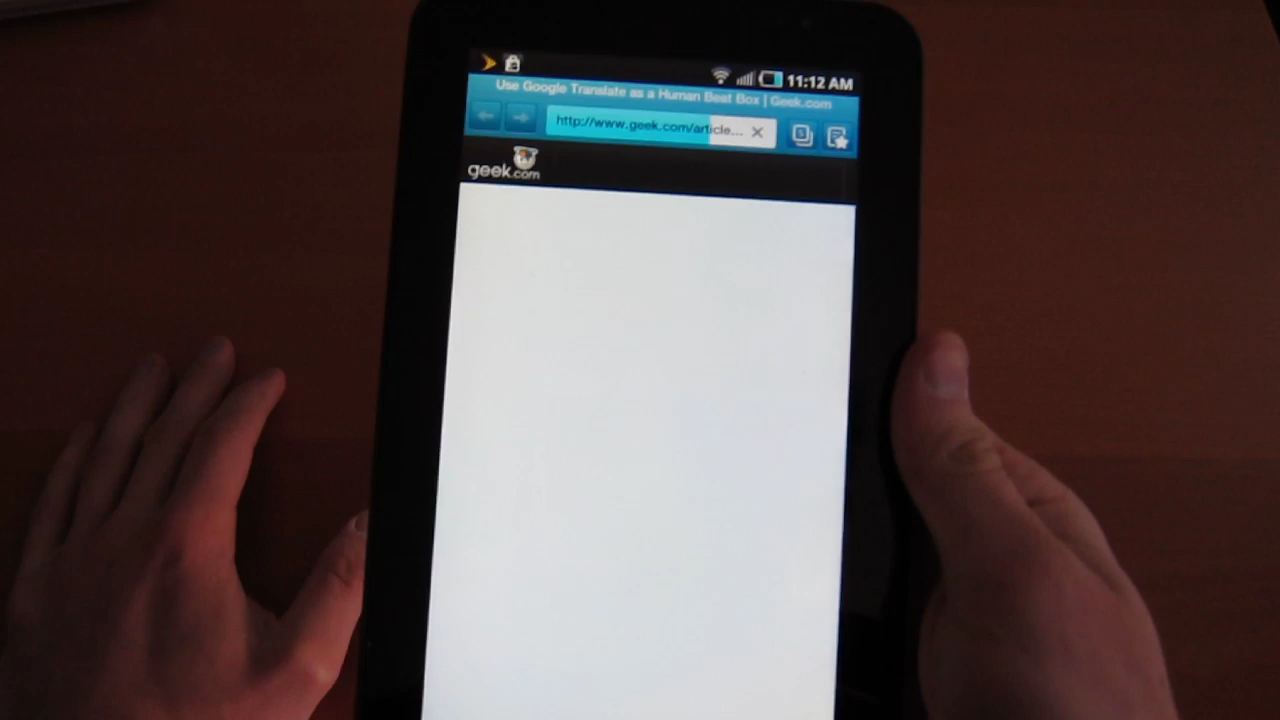 11:12 AM
Use Google Translate as a Human Beat Box | Geek.com
http://www.geek.com/article...
geek.com